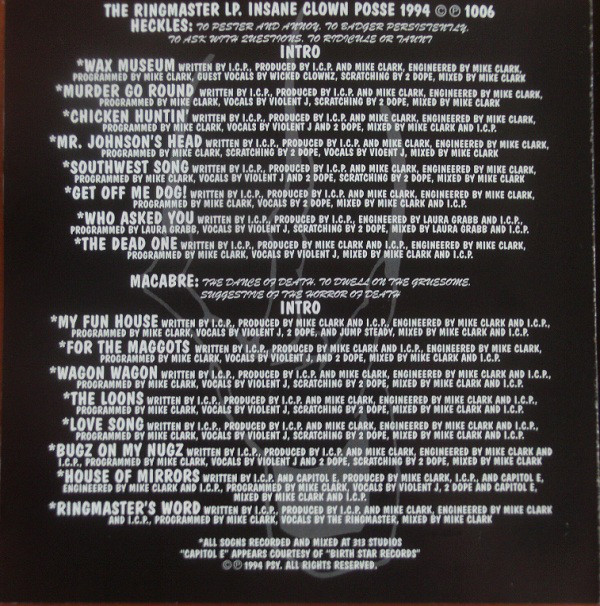 THE RINGMASTER LP. INSANE CLOWN POSSE 1994 © ℗ 1006
HECKLES: TO PESTER AND ANNOY, TO BADGER PERSISTENTLY,
TO ASK WITH QUESTIONS, TO RIDICULE OR TAUNT
INTRO
*WAX MUSEUM WRITTEN BY I.C.P., PRODUCED BY I.C.P. AND MIKE CLARK, ENGINEERED BY MIKE CLARK,
PROGRAMMED BY MIKE CLARK, GUEST VOCALS BY WICKED CLOWNZ, SCRATCHING BY 2 DOPE, MIXED BY MIKE CLARK
*MURDER GO ROUND WRITTEN BY I.C.P., PRODUCED BY I.C.P. AND MIKE CLARK, ENGINEERED BY MIKE CLARK,
PROGRAMMED BY MIKE CLARK, VOCALS BY VIOLENT J, SCRATCHING BY 2 DOPE, MIXED BY MIKE CLARK
*CHICKEN HUNTIN' WRITTEN BY I.C.P., PRODUCED BY I.C.P. AND MIKE CLARK, ENGINEERED BY MIKE CLARK,
PROGRAMMED BY MIKE CLARK, VOCALS BY VIOLENT J AND 2 DOPE, MIXED BY MIKE CLARK AND I.C.P.
*MR. JOHNSON'S HEAD WRITTEN BY I.C.P., PRODUCED BY I.C.P. AND MIKE CLARK, ENGINEERED BY MIKE CLARK,
PROGRAMMED BY MIKE CLARK, SCRATCHING BY 2 DOPE, VOCALS BY VIOENT J, MIXED BY MIKE CLARK
*SOUTHWEST SONG WRITTEN BY I.C.P., PRODUCED BY I.C.P. AND MIKE CLARK, ENGINEERED BY MIKE CLARK,
PROGRAMMED BY MIKE CLARK, VOCALS BY VIOLENT J AND 2 DOPE, SCRATCHING BY 2 DOPE, MIXED BY MIKE CLARK
*GET OFF ME DOG! WRITTEN BY I.C.P., PRODUCED BY I.C.P. AND MIKE CLARK, ENGINEERED BY MIKE CLARK,
PROGRAMMED BY MIKE CLARK, VOCALS BY 2 DOPE, MIXED BY MIKE CLARK AND I.C.P.
*WHO ASKED YOU WRITTEN BY I.C.P., PRODUCED BY I.C.P., ENGINEERED BY LAURA GRABB AND I.C.P.,
PROGRAMMED BY LAURA GRABB, VOCALS BY VIOLENT J, SCRATCHING BY 2 DOPE, MIXED BY LAURA GRABB AND I.C.P.
*THE DEAD ONE WRITTEN BY I.C.P., PRODUCED BY MIKE CLARK AND I.C.P., ENGINEERED BY MIKE CLARK,
PROGRAMMED BY MIKE CLARK, VOCALS BY VIOLENT J, MIXED BY MIKE CLARK AND I.C.P.
MACABRE: THE DANCE OF DEATH, TO DWELL ON THE GRUESOME.
SUGGESTIVE OF THE HORROR OF DEATH
INTRO
*MY FUN HOUSE WRITTEN BY I.C.P., PRODUCED BY MIKE CLARK AND I.C.P., ENGINEERED BY MIKE CLARK AND I.C.P.,
PROGRAMMED BY MIKE CLARK, VOCALS BY VIOLENT J, 2 DOPE, AND JUMP STEADY, MIXED BY MIKE CLARK AND I.C.P.
*FOR THE MAGGOTS WRITTEN BY I.C.P., PRODUCED BY MIKE CLARK AND I.C.P., ENGINEERED BY MIKE CLARK,
PROGRAMMED BY MIKE CLARK, VOCALS BY VIOLENT J, AND 2 DOPE, MIXED BY MIKE CLARK AND I.C.P.
*WAGON WAGON WRITTEN BY I.C.P., PRODUCED BY MIKE CLARK AND I.C.P., ENGINEERED BY MIKE CLARK AND I.C.P.,
PROGRAMMED BY MIKE CLARK, VOCALS BY VIOLENT J, SCRATCHING BY 2 DOPE, MIXED BY MIKE CLARK AND I.C.P.
*THE LOONS WRITTEN BY I.C.P., PRODUCED BY MIKE CLARK AND I.C.P., ENGINEERED BY MIKE CLARK,
PROGRAMMED BY MIKE CLARK, VOCALS BY VIOLENT J, SCRATCHING BY 2 DOPE, MIXED BY MIKE CLARK AND I.C.P.
*LOVE SONG WRITTEN BY I.C.P., PRODUCED BY MIKE CLARK AND I.C.P., ENGINEERED BY MIKE CLARK,
PROGRAMMED BY MIKE CLARK, VOCALS BY VIOLENT J, SCRATCHING BY 2 DOPE, MIXED BY MIKE CLARK AND I.C.P.
*BUGZ ON MY NUGZ WRITTEN BY I.C.P., PRODUCED BY MIKE CLARK AND I.C.P., ENGINEERED BY MIKE CLARK AND
I.C.P., PROGRAMMED BY MIKE CLARK, VOCALS BY VIOLENT J AND 2 DOPE, SCRATCHING BY 2 DOPE, MIXED BY MIKE CLARK
*HOUSE OF MIRRORS WRITTEN BY I.C.P. AND CAPITOL E, PRODUCED BY MIKE CLARK, I.C.P., AND CAPITOL E,
ENGINEERED BY MIKE CLARK AND I.C.P., PROGRAMMED BY MIKE CLARK, VOCALS BY VIOLENT J, 2 DOPE AND CAPITOL E,
MIXED BY MIKE CLARK AND I.C.P.
*RINGMASTER'S WORD WRITTEN BY I.C.P., PRODUCED BY I.C.P. AND MIKE CLARK, ENGINEERED BY MIKE CLARK
AND I.C.P., PROGRAMMED BY MIKE CLARK, VOCALS BY THE RINGMASTER, MIXED BY MIKE CLARK
*ALL SOGNS RECORDED AND MIXED AT 313 STUDIOS
"CAPITOL E" APPEARS COURTESY OF "BIRTH STAR RECORDS"
©℗ 1994 PSY. ALL RIGHTS RESERVED.